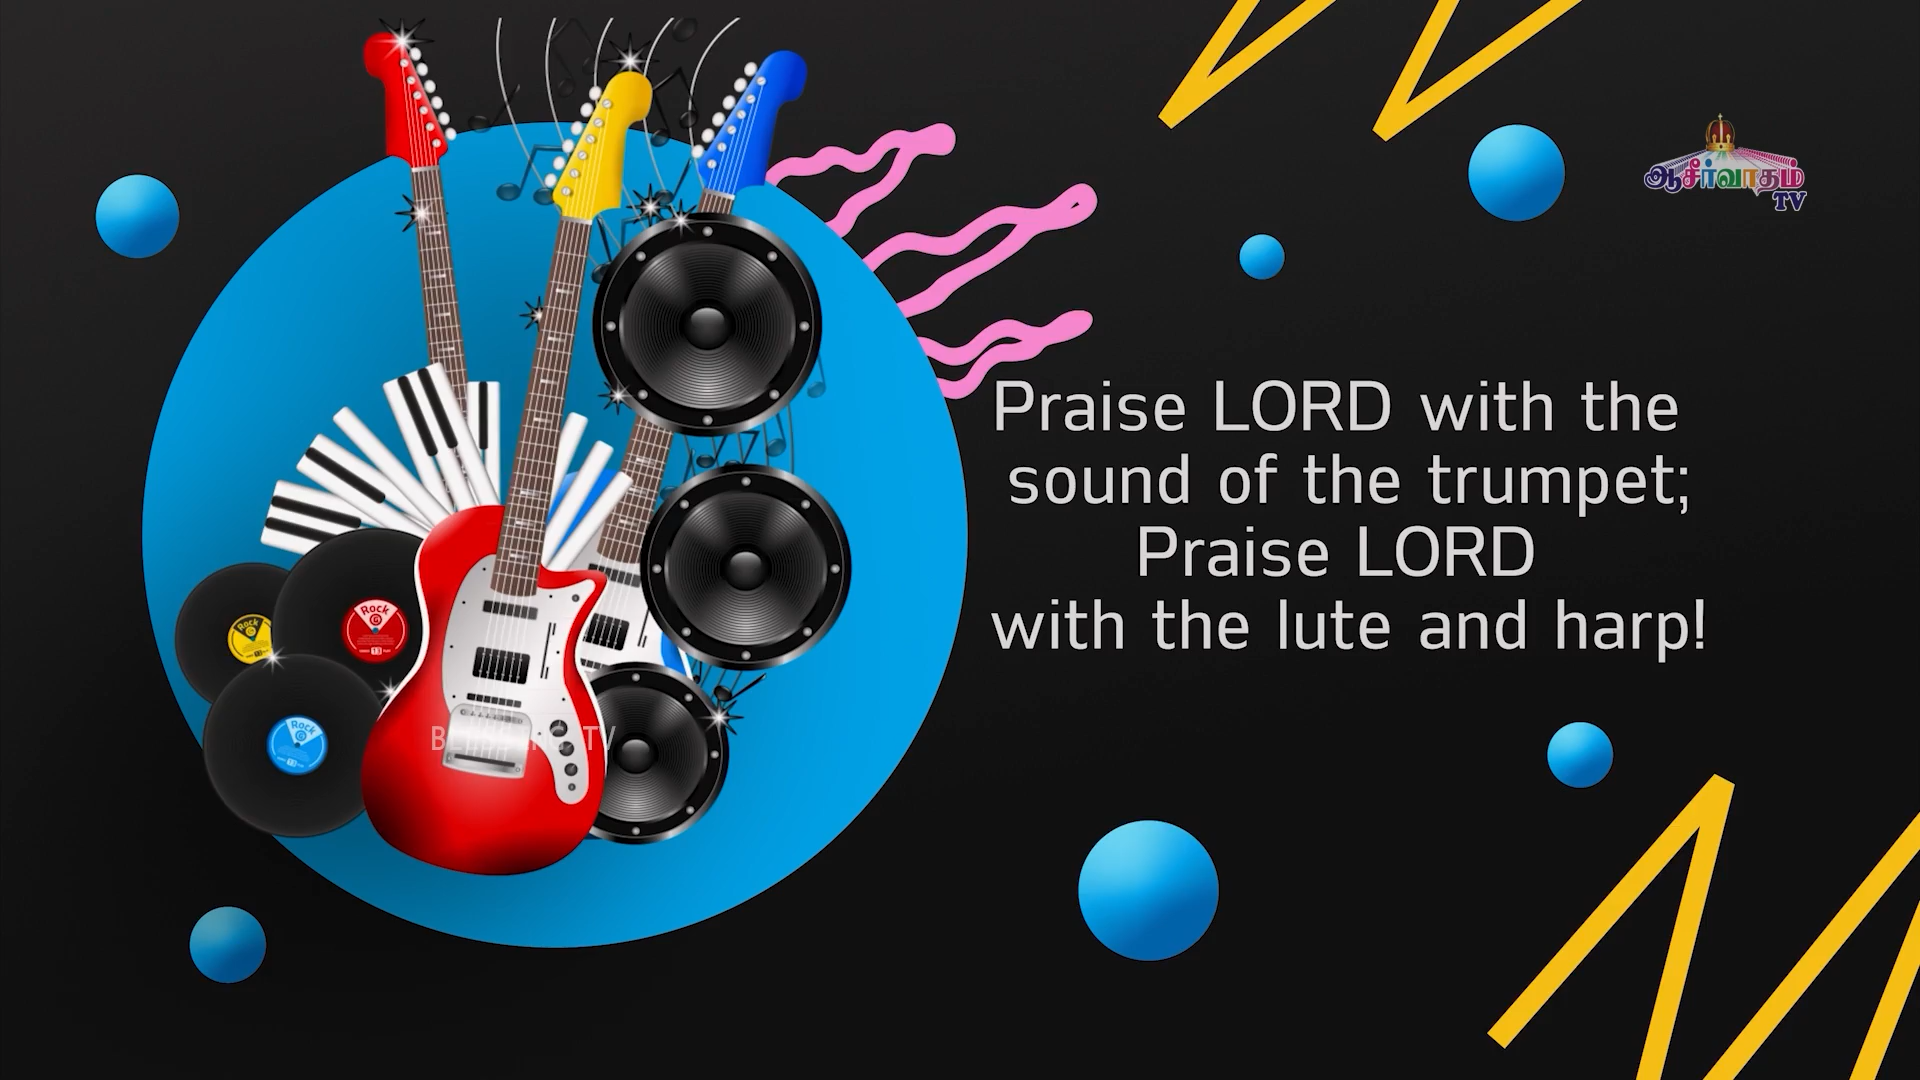 ஆசீர்வாதம்
TV
Praise LORD with the
sound of the trumpet;
Praise LORD
with the lute and harp!
Rock
Rock
Rock
TV